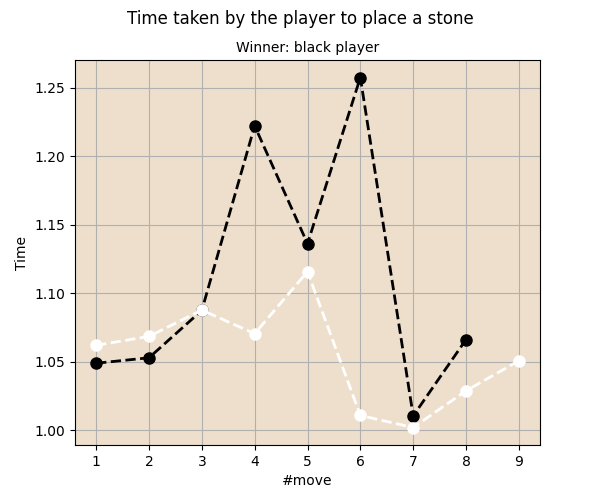 Time taken by the player to place a stone
Winner: black player
1.25
1.20
1.15
1.10
1.05
1.00
Time
1 2 3 4 5 6 7 8 9
#move